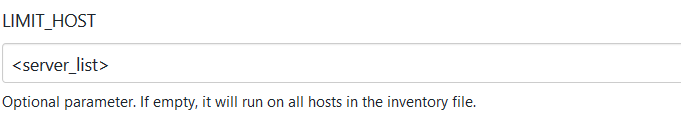 LIMIT_HOST
<server_list>
Optional parameter. If empty, it will run on all hosts in the inventory file.